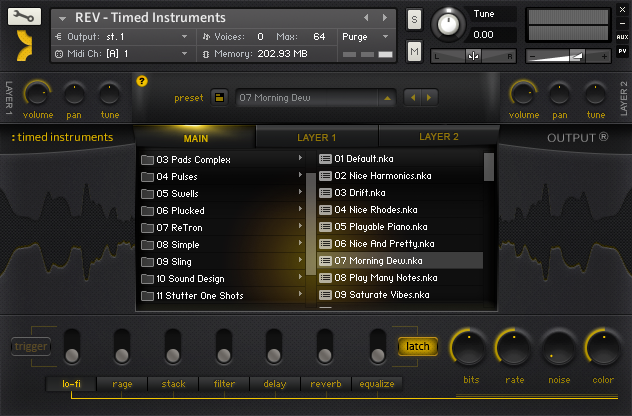 REV - Timed Instruments
S
Tune
0.00
Output: st. 1
Voices: 0 Max: 64
Purge
AUX
Midi Ch: [A] 1
Memory: 202.93 MB
M
L R
PV
LAYER 1
volume pan tune
?
preset
07 Morning Dew
volume pan tune
LAYER 2
: timed instruments
MAIN
LAYER 1
LAYER 2
OUTPUT ®
03 Pads Complex
04 Pulses
05 Swells
06 Plucked
07 ReTron
08 Simple
09 Sling
10 Sound Design
11 Stutter One Shots
01 Default.nka
02 Nice Harmonics.nka
03 Drift.nka
04 Nice Rhodes.nka
05 Playable Piano.nka
06 Nice And Pretty.nka
07 Morning Dew.nka
08 Play Many Notes.nka
09 Saturate Vibes.nka
trigger
latch
lo-fi rage stack filter delay reverb equalize
bits rate noise color